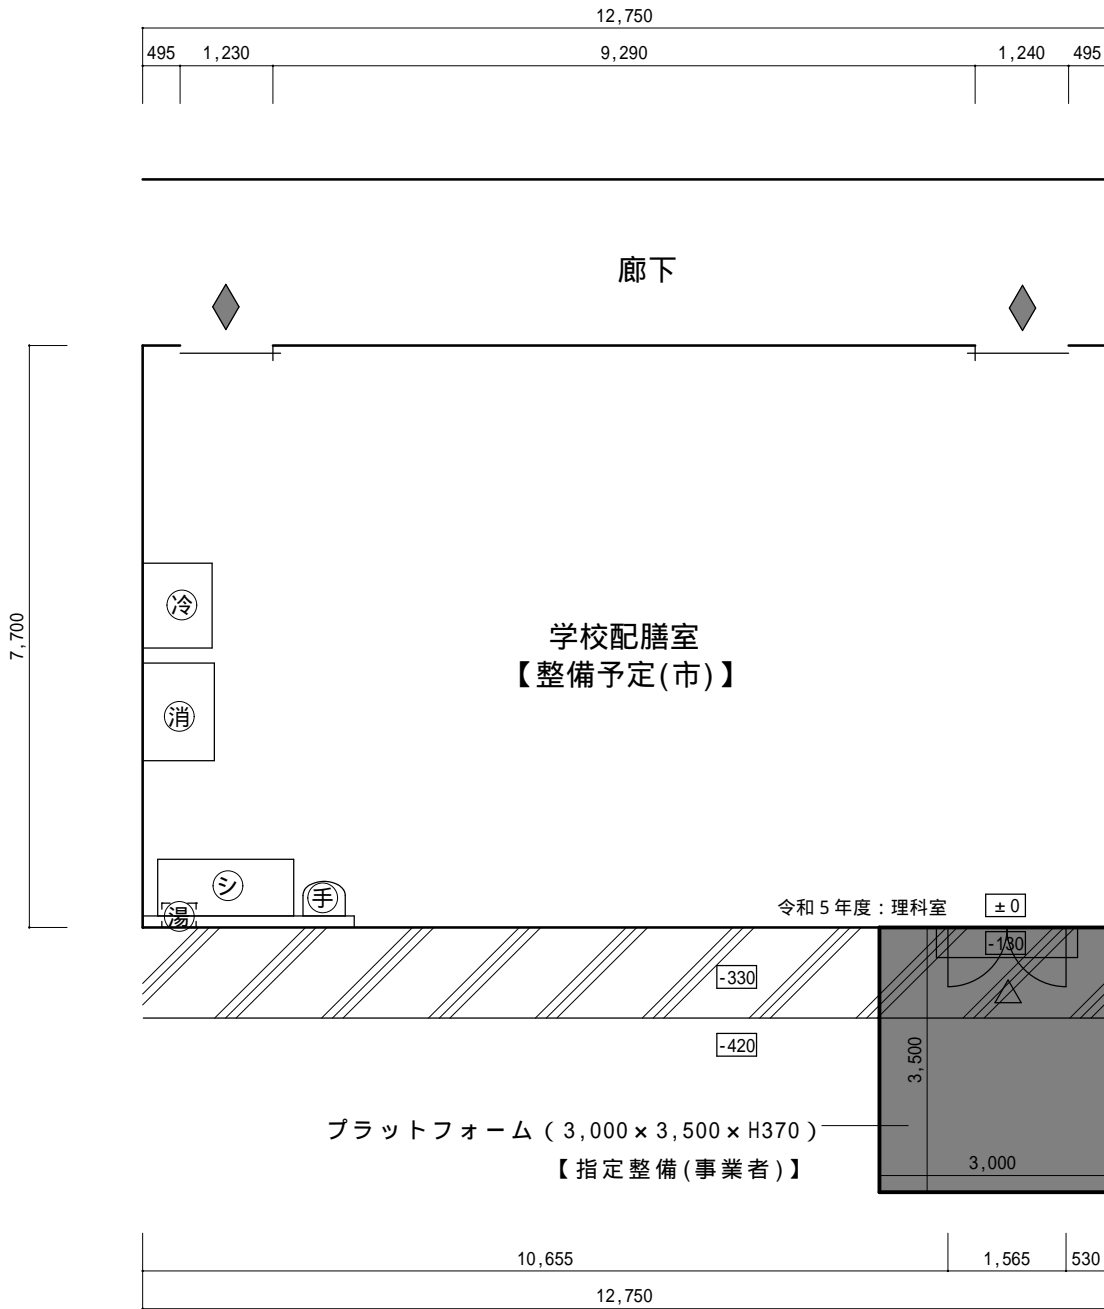 12,750
495 1,230 9,290 1,240 495
廊下
7,700
冷
学校配膳室
【整備予定(市)】
消
シ
手
湯
令和5年度：理科室 ±0
-130
-330
-420
3,500
プラットフォーム（3,000×3,500×H370）
【指定整備(事業者)】
3,000
10,655 1,565 530
12,750